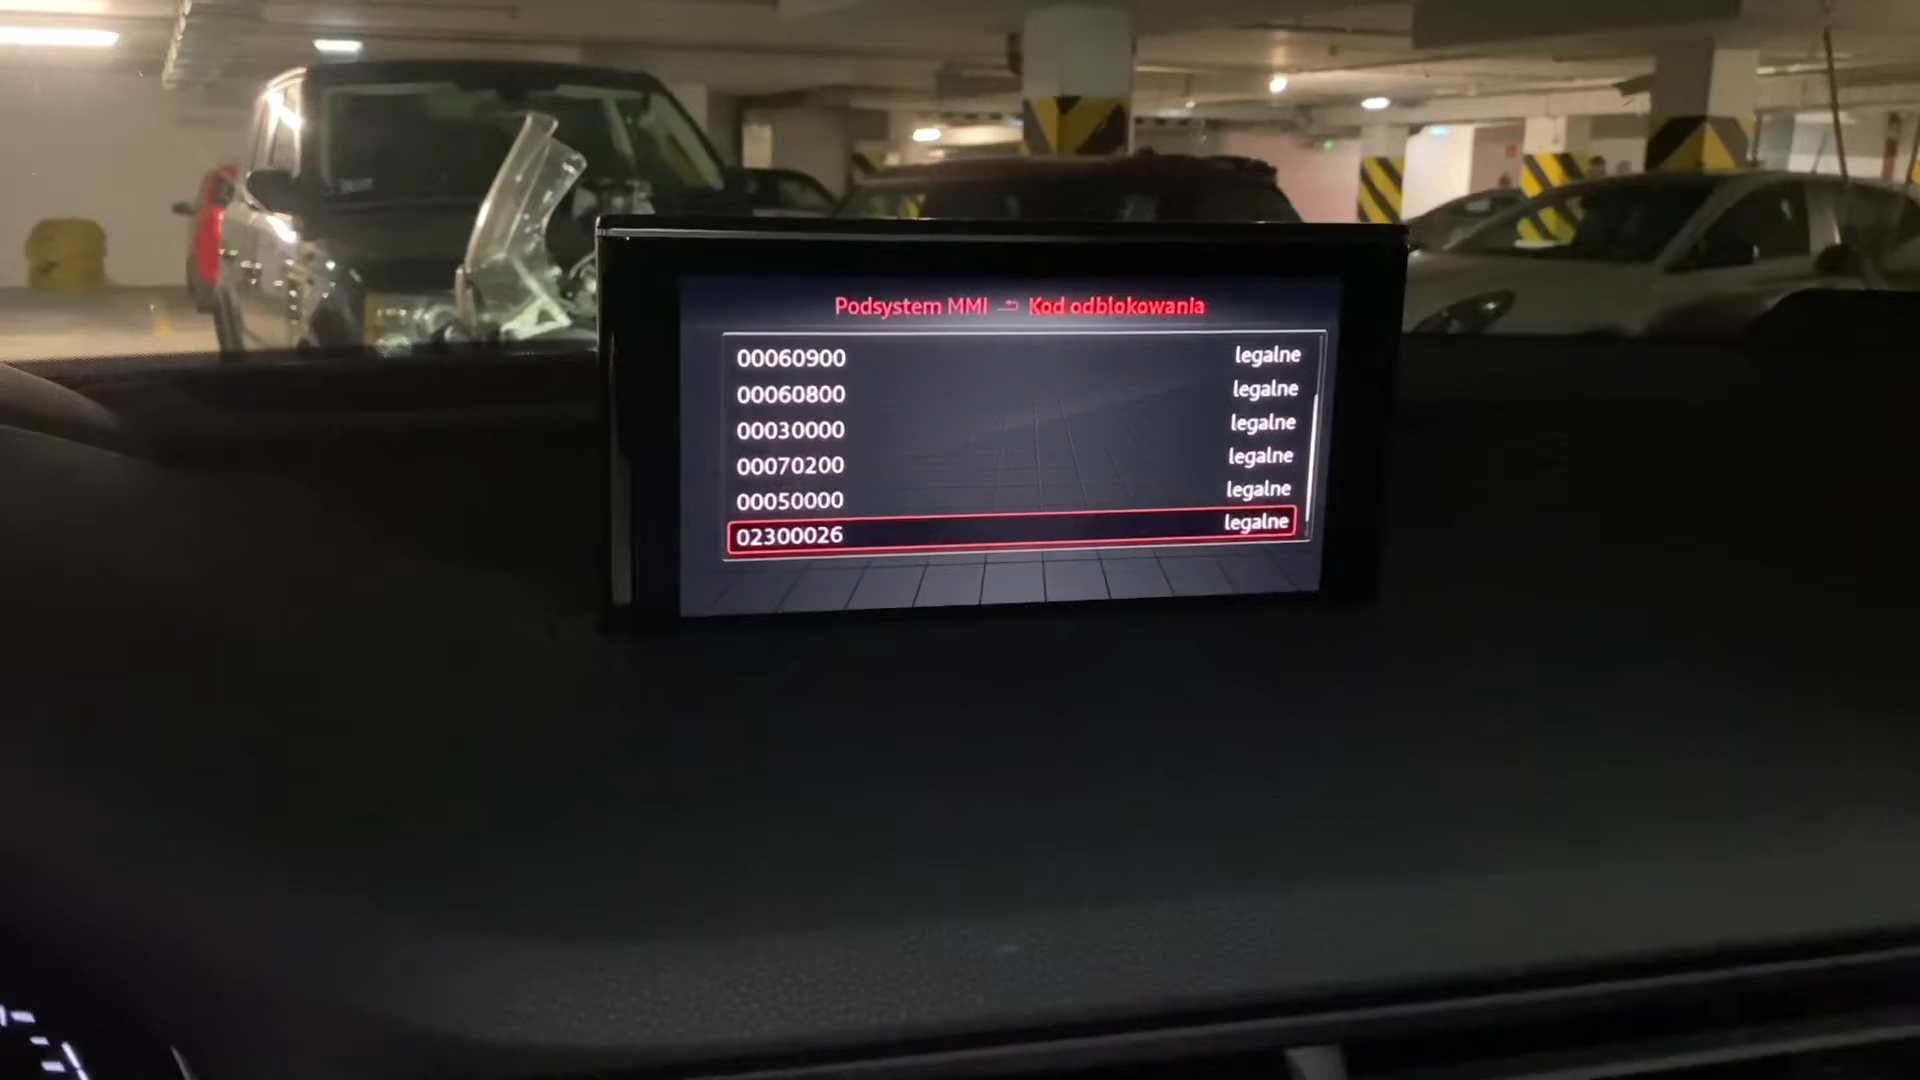 Podsystem MMI Kod odblokowania
00060900 legalne
00060800 legalne
00030000 legalne
00070200 legalne
00050000 legalne
02300026 legalne